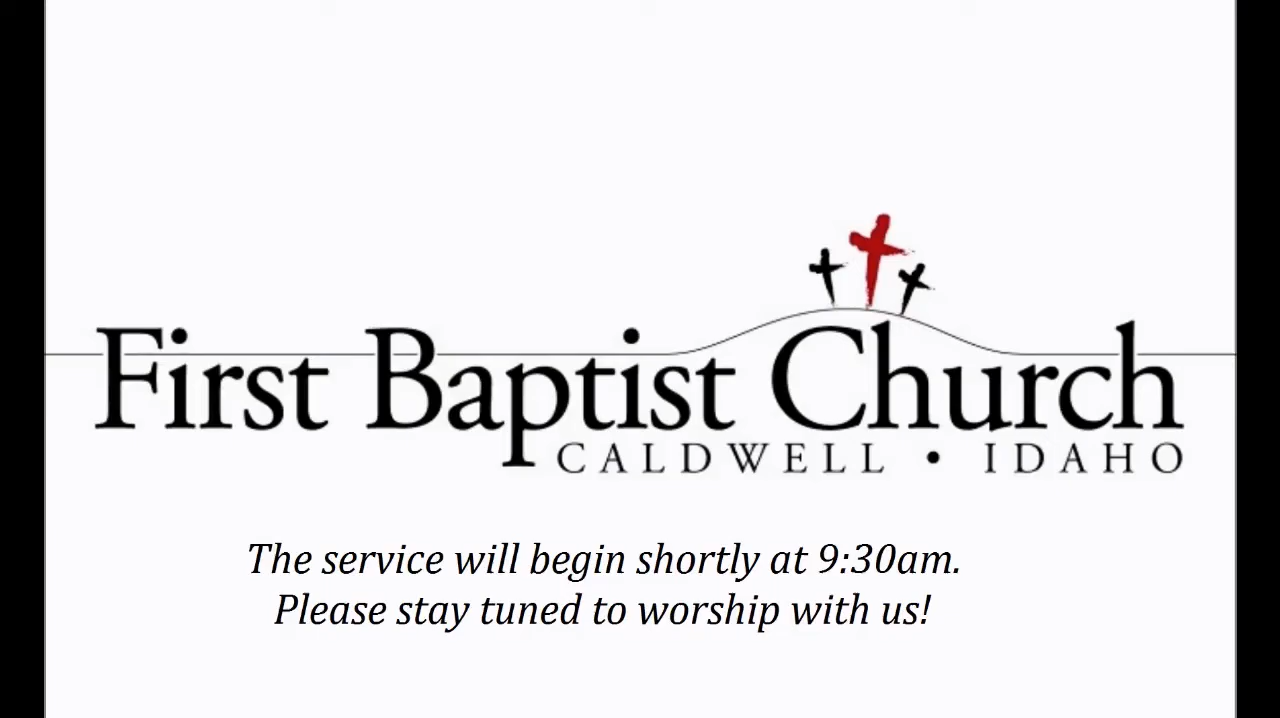 First Baptist Church
CALDWELL • IDAHO
The service will begin shortly at 9:30am.
Please stay tuned to worship with us!